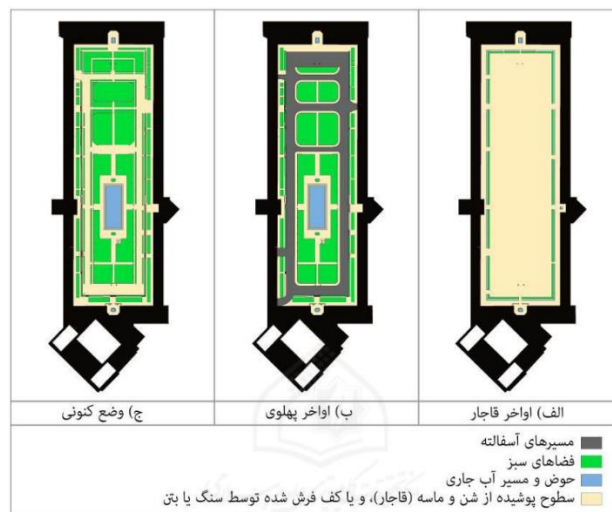 الف) اواخر قاجار
ب) اواخر پهلوی
ج) وضع کنونی
مسیرهای آسفالته
فضاهای سبز
حوض و مسیر آب جاری
سطوح پوشیده از شن و ماسه (قاجار)، و یا کف فرش شده توسط سنگ یا بتن